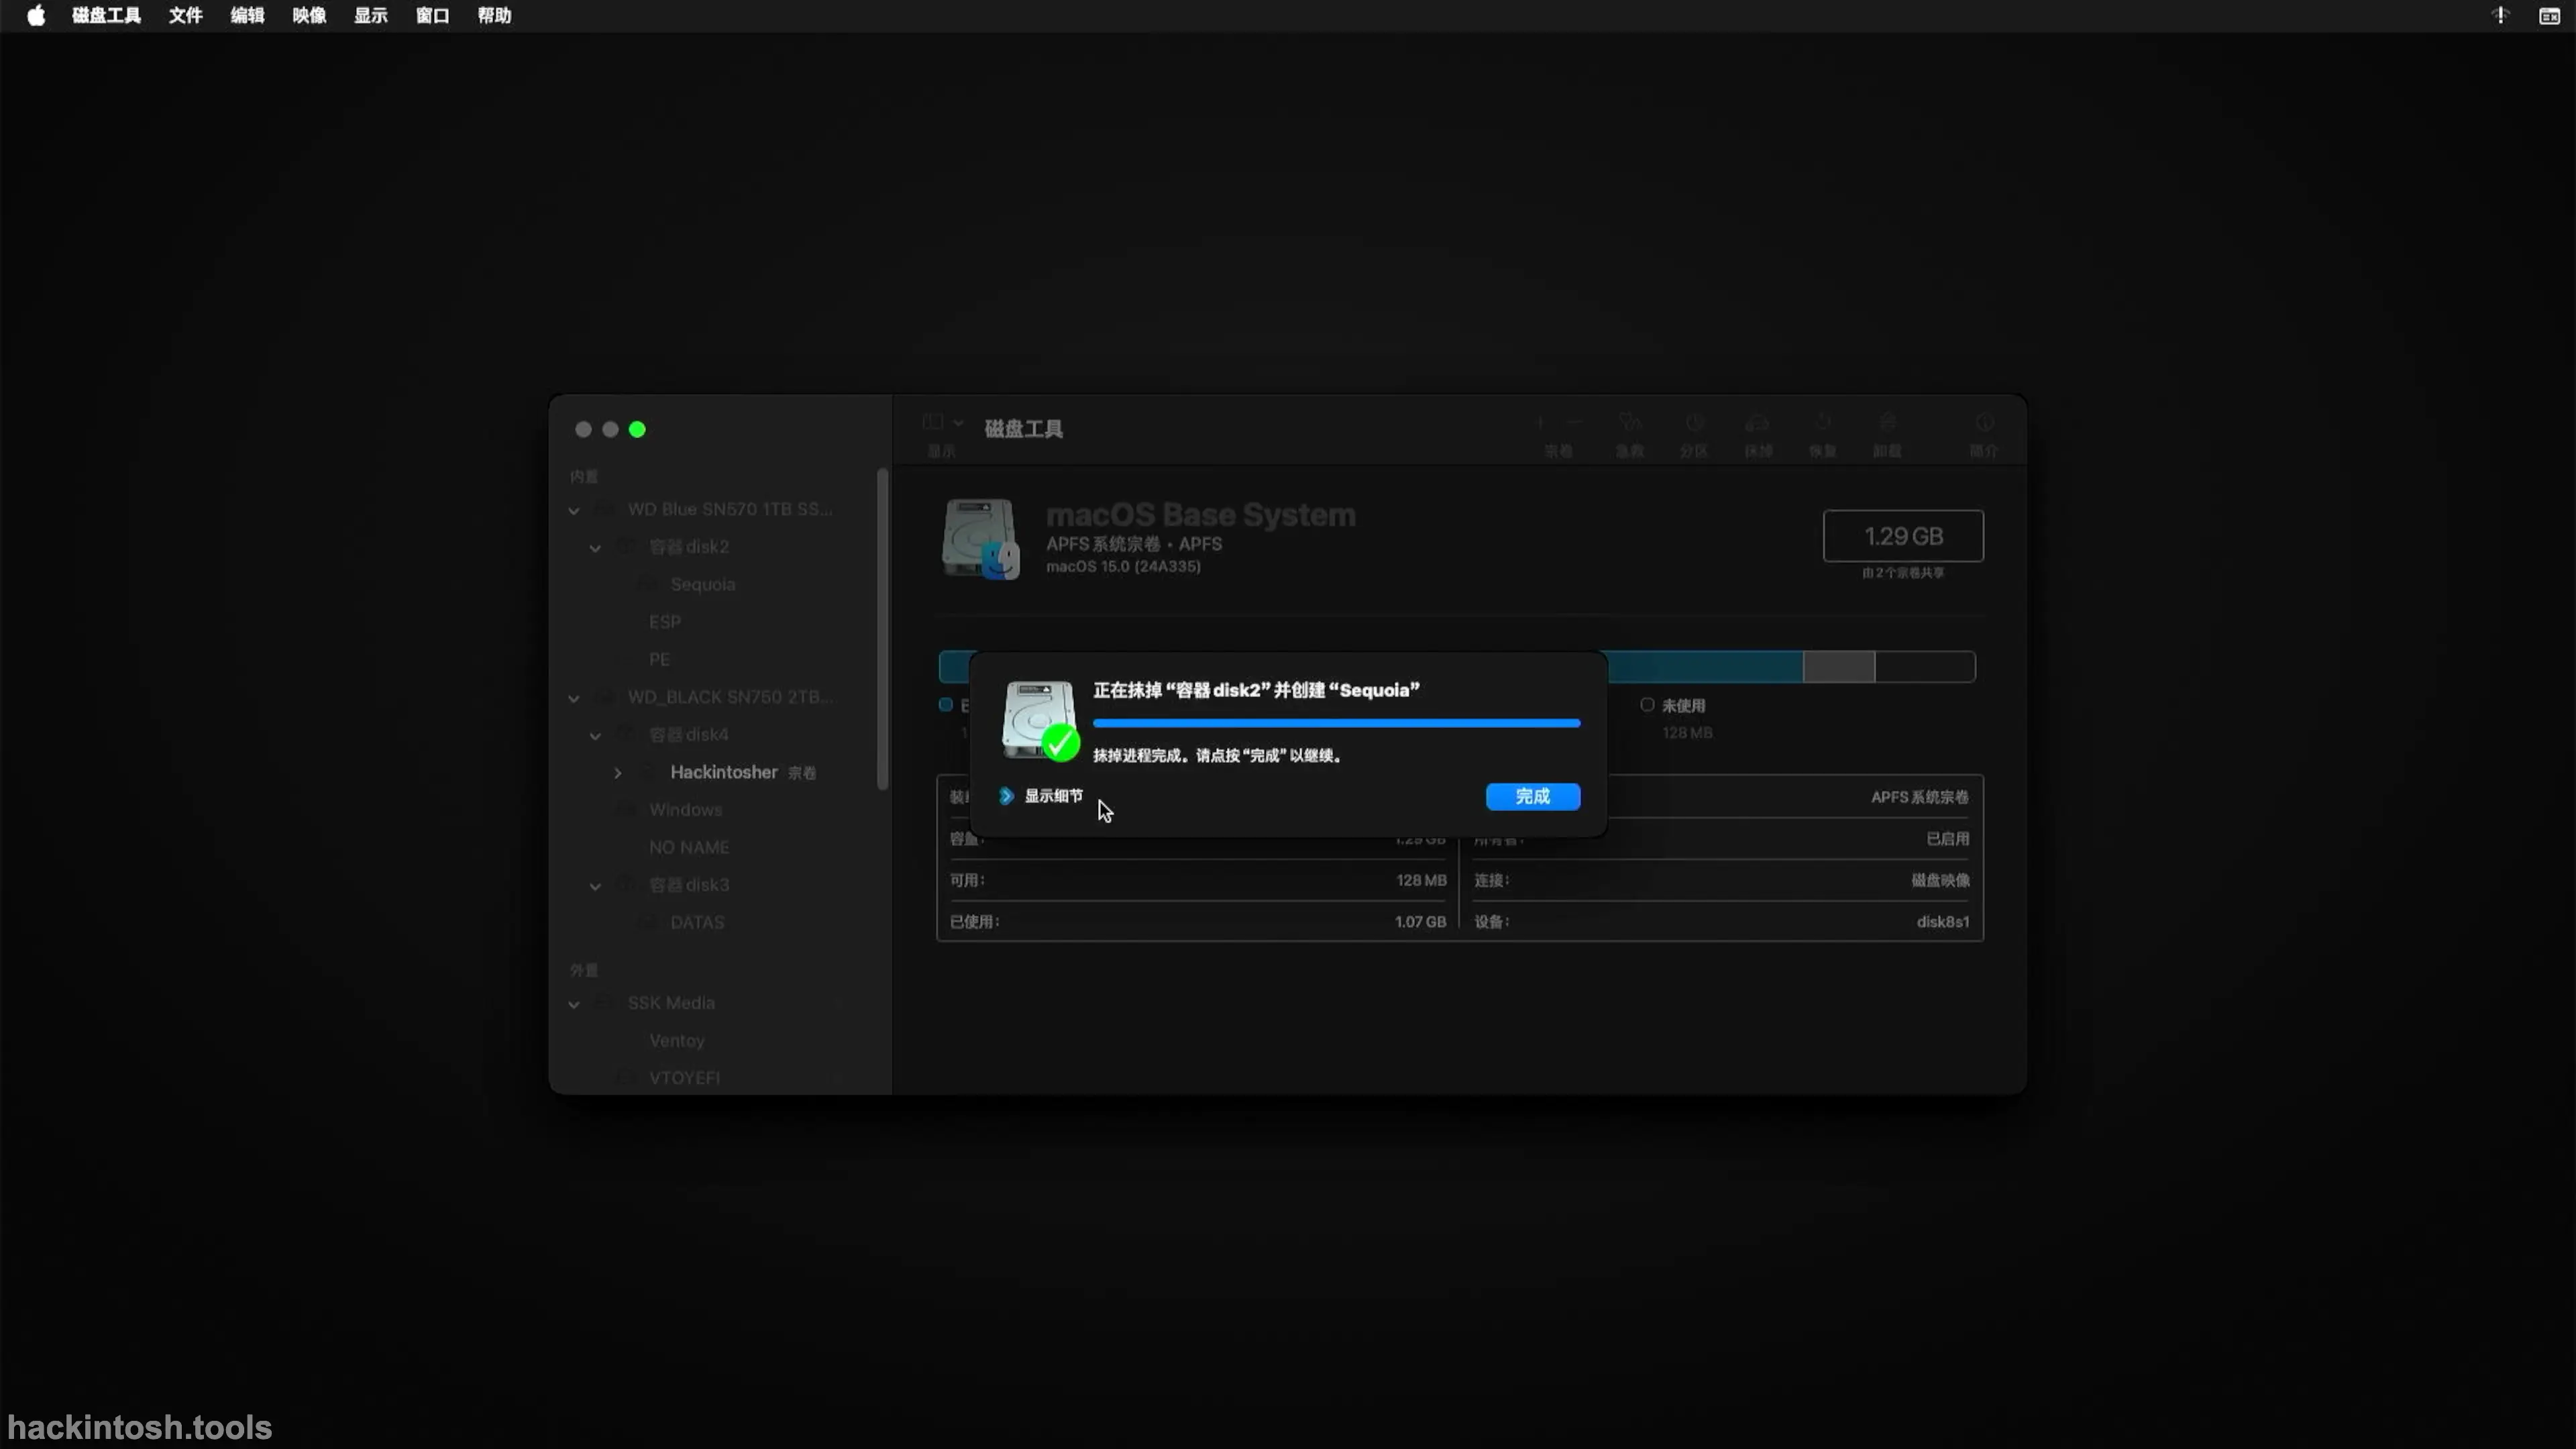 磁盘工具 文件 编辑 映像 显示 窗口 帮助
磁盘工具
显示
宗卷 急救 分区 抹掉 恢复 卸载 简介
内置
WD Blue SN570 1TB SS...
容器 disk2
Sequoia
ESP
PE
WD_BLACK SN750 2TB...
容器 disk4
Hackintosher 宗卷
Windows
NO NAME
容器 disk3
DATAS
外置
SSK Media
Ventoy
VTOYEFI
macOS Base System
APFS 系统宗卷 • APFS
macOS 15.0 (24A335)
1.29 GB
由 2 个宗卷共享
未使用
128 MB
正在抹掉“容器 disk2”并创建“Sequoia”
抹掉进程完成。请点按“完成”以继续。
显示细节
完成
APFS 系统宗卷
容量: 1.29 GB
所有者: 已启用
可用: 128 MB
连接: 磁盘映像
已使用: 1.07 GB
设备: disk8s1
hackintosh.tools